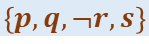 {p, q, ¬r, s}